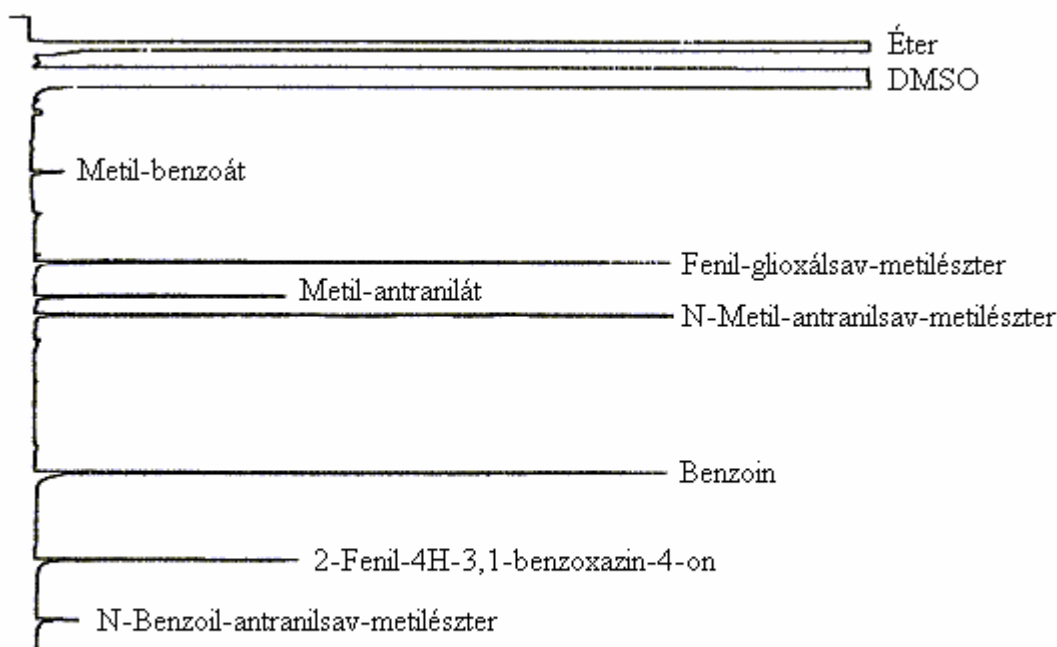 Éter
DMSO
Metil-benzoát
Fenil-glioxálsav-metilészter
Metil-antranilát
N-Metil-antranilsav-metilészter
Benzoin
2-Fenil-4H-3,1-benzoxazin-4-on
N-Benzoil-antranilsav-metilészter